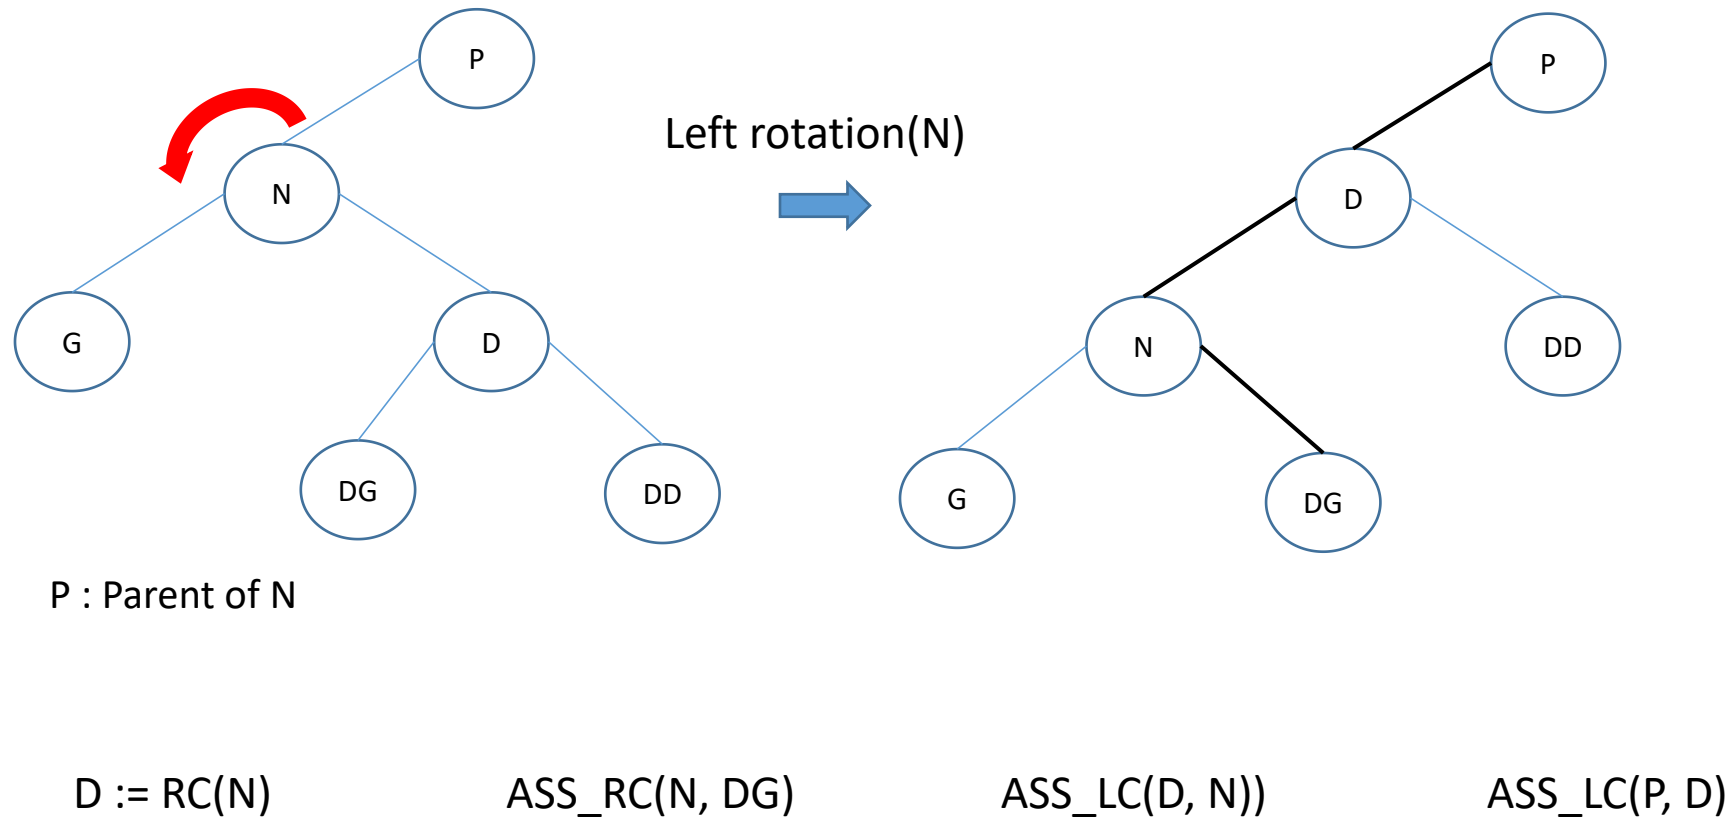 P
P
Left rotation(N)
N
D
G
D
N
DD
DG
DD
G
DG
P : Parent of N
D := RC(N)
ASS_RC(N, DG)
ASS_LC(D, N))
ASS_LC(P, D)